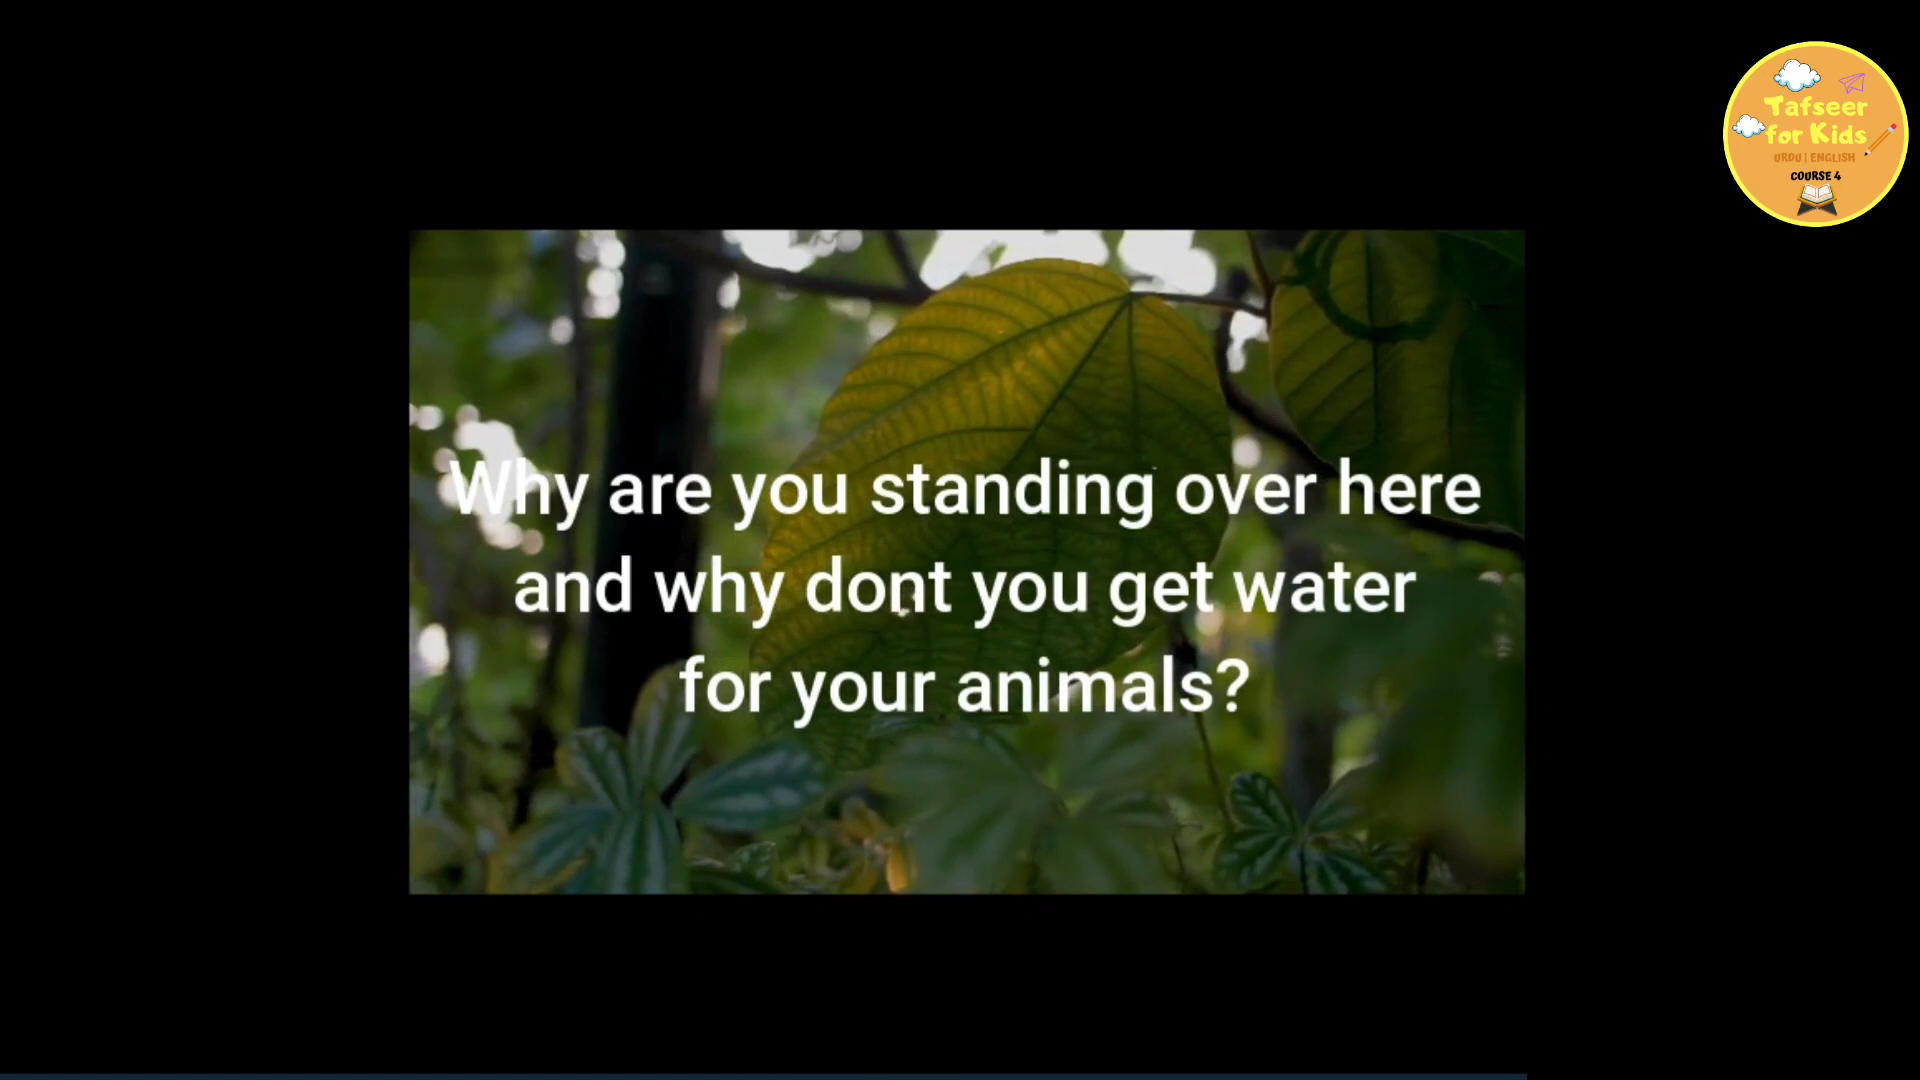 Tafseer
for Kids
URDU | ENGLISH
COURSE 4
Why are you standing over here
and why dont you get water
for your animals?